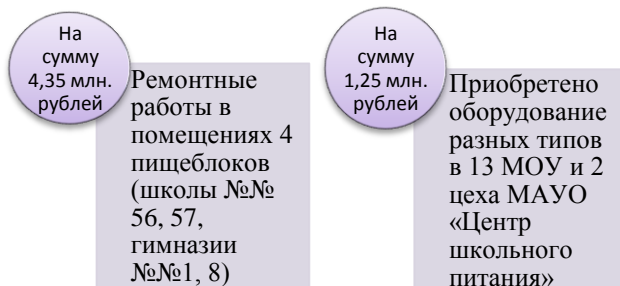 На
сумму
4,35 млн.
рублей
Ремонтные
работы в
помещениях 4
пищеблоков
(школы №№
56, 57,
гимназии
№№1, 8)
На
сумму
1,25 млн.
рублей
Приобретено
оборудование
разных типов
в 13 МОУ и 2
цеха МАУО
«Центр
школьного
питания»